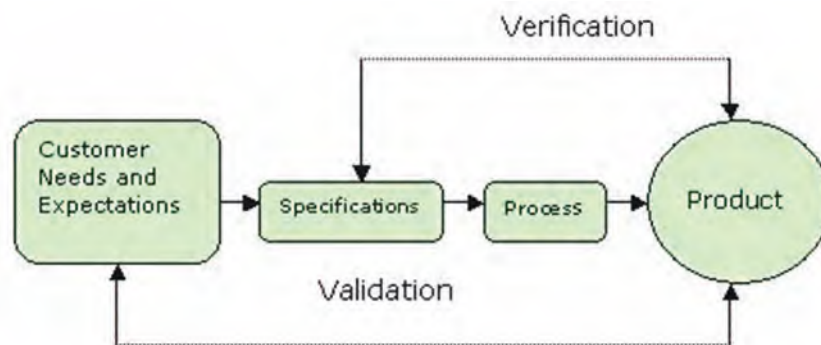 Verification
Customer
Needs and
Expectations
Specifications
Process
Product
Validation